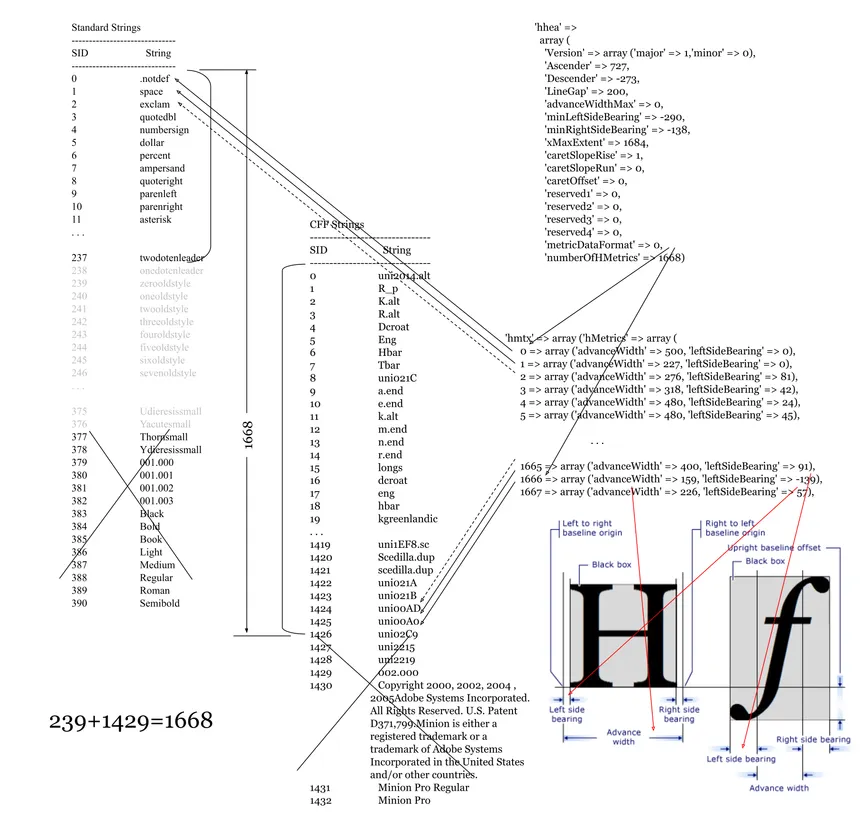 Standard Strings
-------------------------------
SID String
-------------------------------
0 .notdef
1 space
2 exclam
3 quotedbl
4 numbersign
5 dollar
6 percent
7 ampersand
8 quoteright
9 parenleft
10 parenright
11 asterisk
. . .
237 twodotenleader
238 onedotenleader
239 zerooldstyle
240 oneoldstyle
241 twooldstyle
242 threeoldstyle
243 fouroldstyle
244 fiveoldstyle
245 sixoldstyle
246 sevenoldstyle
. . .
375 Udieresissmall
376 Yacutesmall
377 Thornsmall
378 Ydieresissmall
379 001.000
380 001.001
381 001.002
382 001.003
383 Black
384 Bold
385 Book
386 Light
387 Medium
388 Regular
389 Roman
390 Semibold
239+1429=1668
1668
CFF Strings
-------------------------------
SID String
-------------------------------
0 uni2014.alt
1 R_p
2 K.alt
3 R.alt
4 Dcroat
5 Eng
6 Hbar
7 Tbar
8 uni021C
9 a.end
10 e.end
11 k.alt
12 m.end
13 n.end
14 r.end
15 longs
16 dcroat
17 eng
18 hbar
19 kgreenlandic
. . .
1419 uni1EF8.sc
1420 Scedilla.dup
1421 scedilla.dup
1422 uni021A
1423 uni021B
1424 uni00AD
1425 uni00A0
1426 uni02C9
1427 uni2215
1428 uni2219
1429 002.000
1430 Copyright 2000, 2002, 2004 ,
2005Adobe Systems Incorporated.
All Rights Reserved. U.S. Patent
D371,799.Minion is either a
registered trademark or a
trademark of Adobe Systems
Incorporated in the United States
and/or other countries.
1431 Minion Pro Regular
1432 Minion Pro
'hhea' =>
array (
'Version' => array ('major' => 1,'minor' => 0),
'Ascender' => 727,
'Descender' => -273,
'LineGap' => 200,
'advanceWidthMax' => 0,
'minLeftSideBearing' => -290,
'minRightSideBearing' => -138,
'xMaxExtent' => 1684,
'caretSlopeRise' => 1,
'caretSlopeRun' => 0,
'caretOffset' => 0,
'reserved1' => 0,
'reserved2' => 0,
'reserved3' => 0,
'reserved4' => 0,
'metricDataFormat' => 0,
'numberOfHMetrics' => 1668)
'hmtx' => array ('hMetrics' => array (
0 => array ('advanceWidth' => 500, 'leftSideBearing' => 0),
1 => array ('advanceWidth' => 227, 'leftSideBearing' => 0),
2 => array ('advanceWidth' => 276, 'leftSideBearing' => 81),
3 => array ('advanceWidth' => 318, 'leftSideBearing' => 42),
4 => array ('advanceWidth' => 480, 'leftSideBearing' => 24),
5 => array ('advanceWidth' => 480, 'leftSideBearing' => 45),
. . .
1665 => array ('advanceWidth' => 400, 'leftSideBearing' => 91),
1666 => array ('advanceWidth' => 159, 'leftSideBearing' => -139),
1667 => array ('advanceWidth' => 226, 'leftSideBearing' => 57),
Left to right
baseline origin
Right to left
baseline origin
Black box
H
Left side
bearing
Right side
bearing
Advance
width
Upright baseline offset
Black box
f
Right side bearing
Left side bearing
Advance width